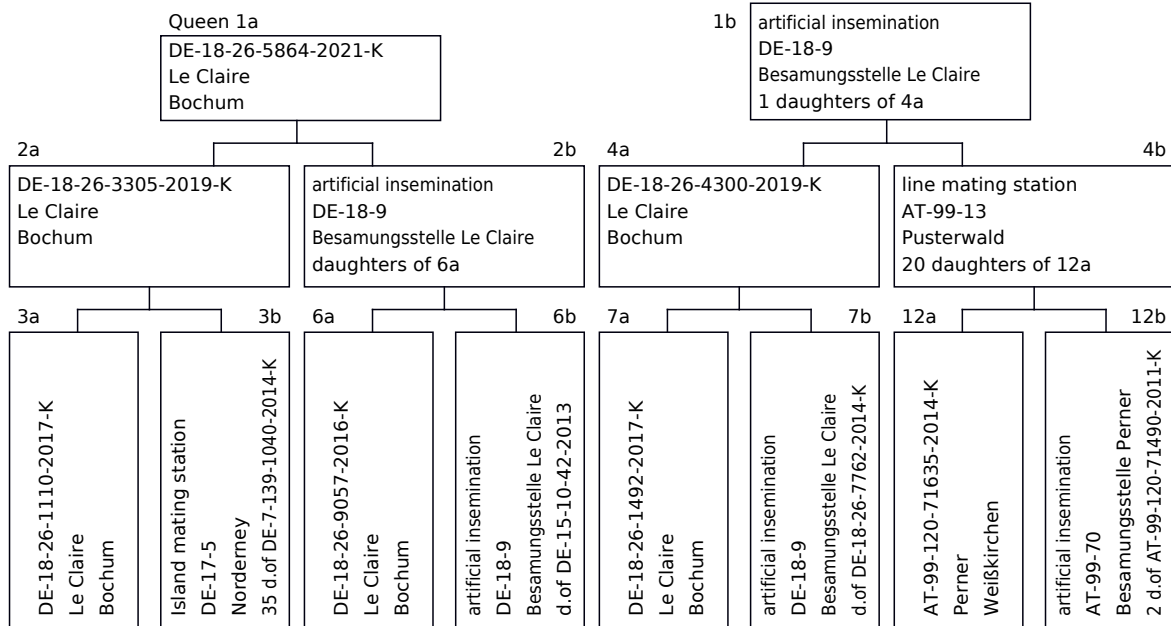 Queen 1a
DE-18-26-5864-2021-K
Le Claire
Bochum
1b
artificial insemination
DE-18-9
Besamungsstelle Le Claire
1 daughters of 4a
2a
DE-18-26-3305-2019-K
Le Claire
Bochum
2b
artificial insemination
DE-18-9
Besamungsstelle Le Claire
daughters of 6a
4a
DE-18-26-4300-2019-K
Le Claire
Bochum
4b
line mating station
AT-99-13
Pusterwald
20 daughters of 12a
3a
DE-18-26-1110-2017-K
Le Claire
Bochum
3b
Island mating station
DE-17-5
Norderney
35 d.of DE-7-139-1040-2014-K
6a
DE-18-26-9057-2016-K
Le Claire
Bochum
6b
artificial insemination
DE-18-9
Besamungsstelle Le Claire
d.of DE-15-10-42-2013
7a
DE-18-26-1492-2017-K
Le Claire
Bochum
7b
artificial insemination
DE-18-9
Besamungsstelle Le Claire
d.of DE-18-26-7762-2014-K
12a
AT-99-120-71635-2014-K
Perner
Weißkirchen
12b
artificial insemination
AT-99-70
Besamungsstelle Perner
2 d.of AT-99-120-71490-2011-K